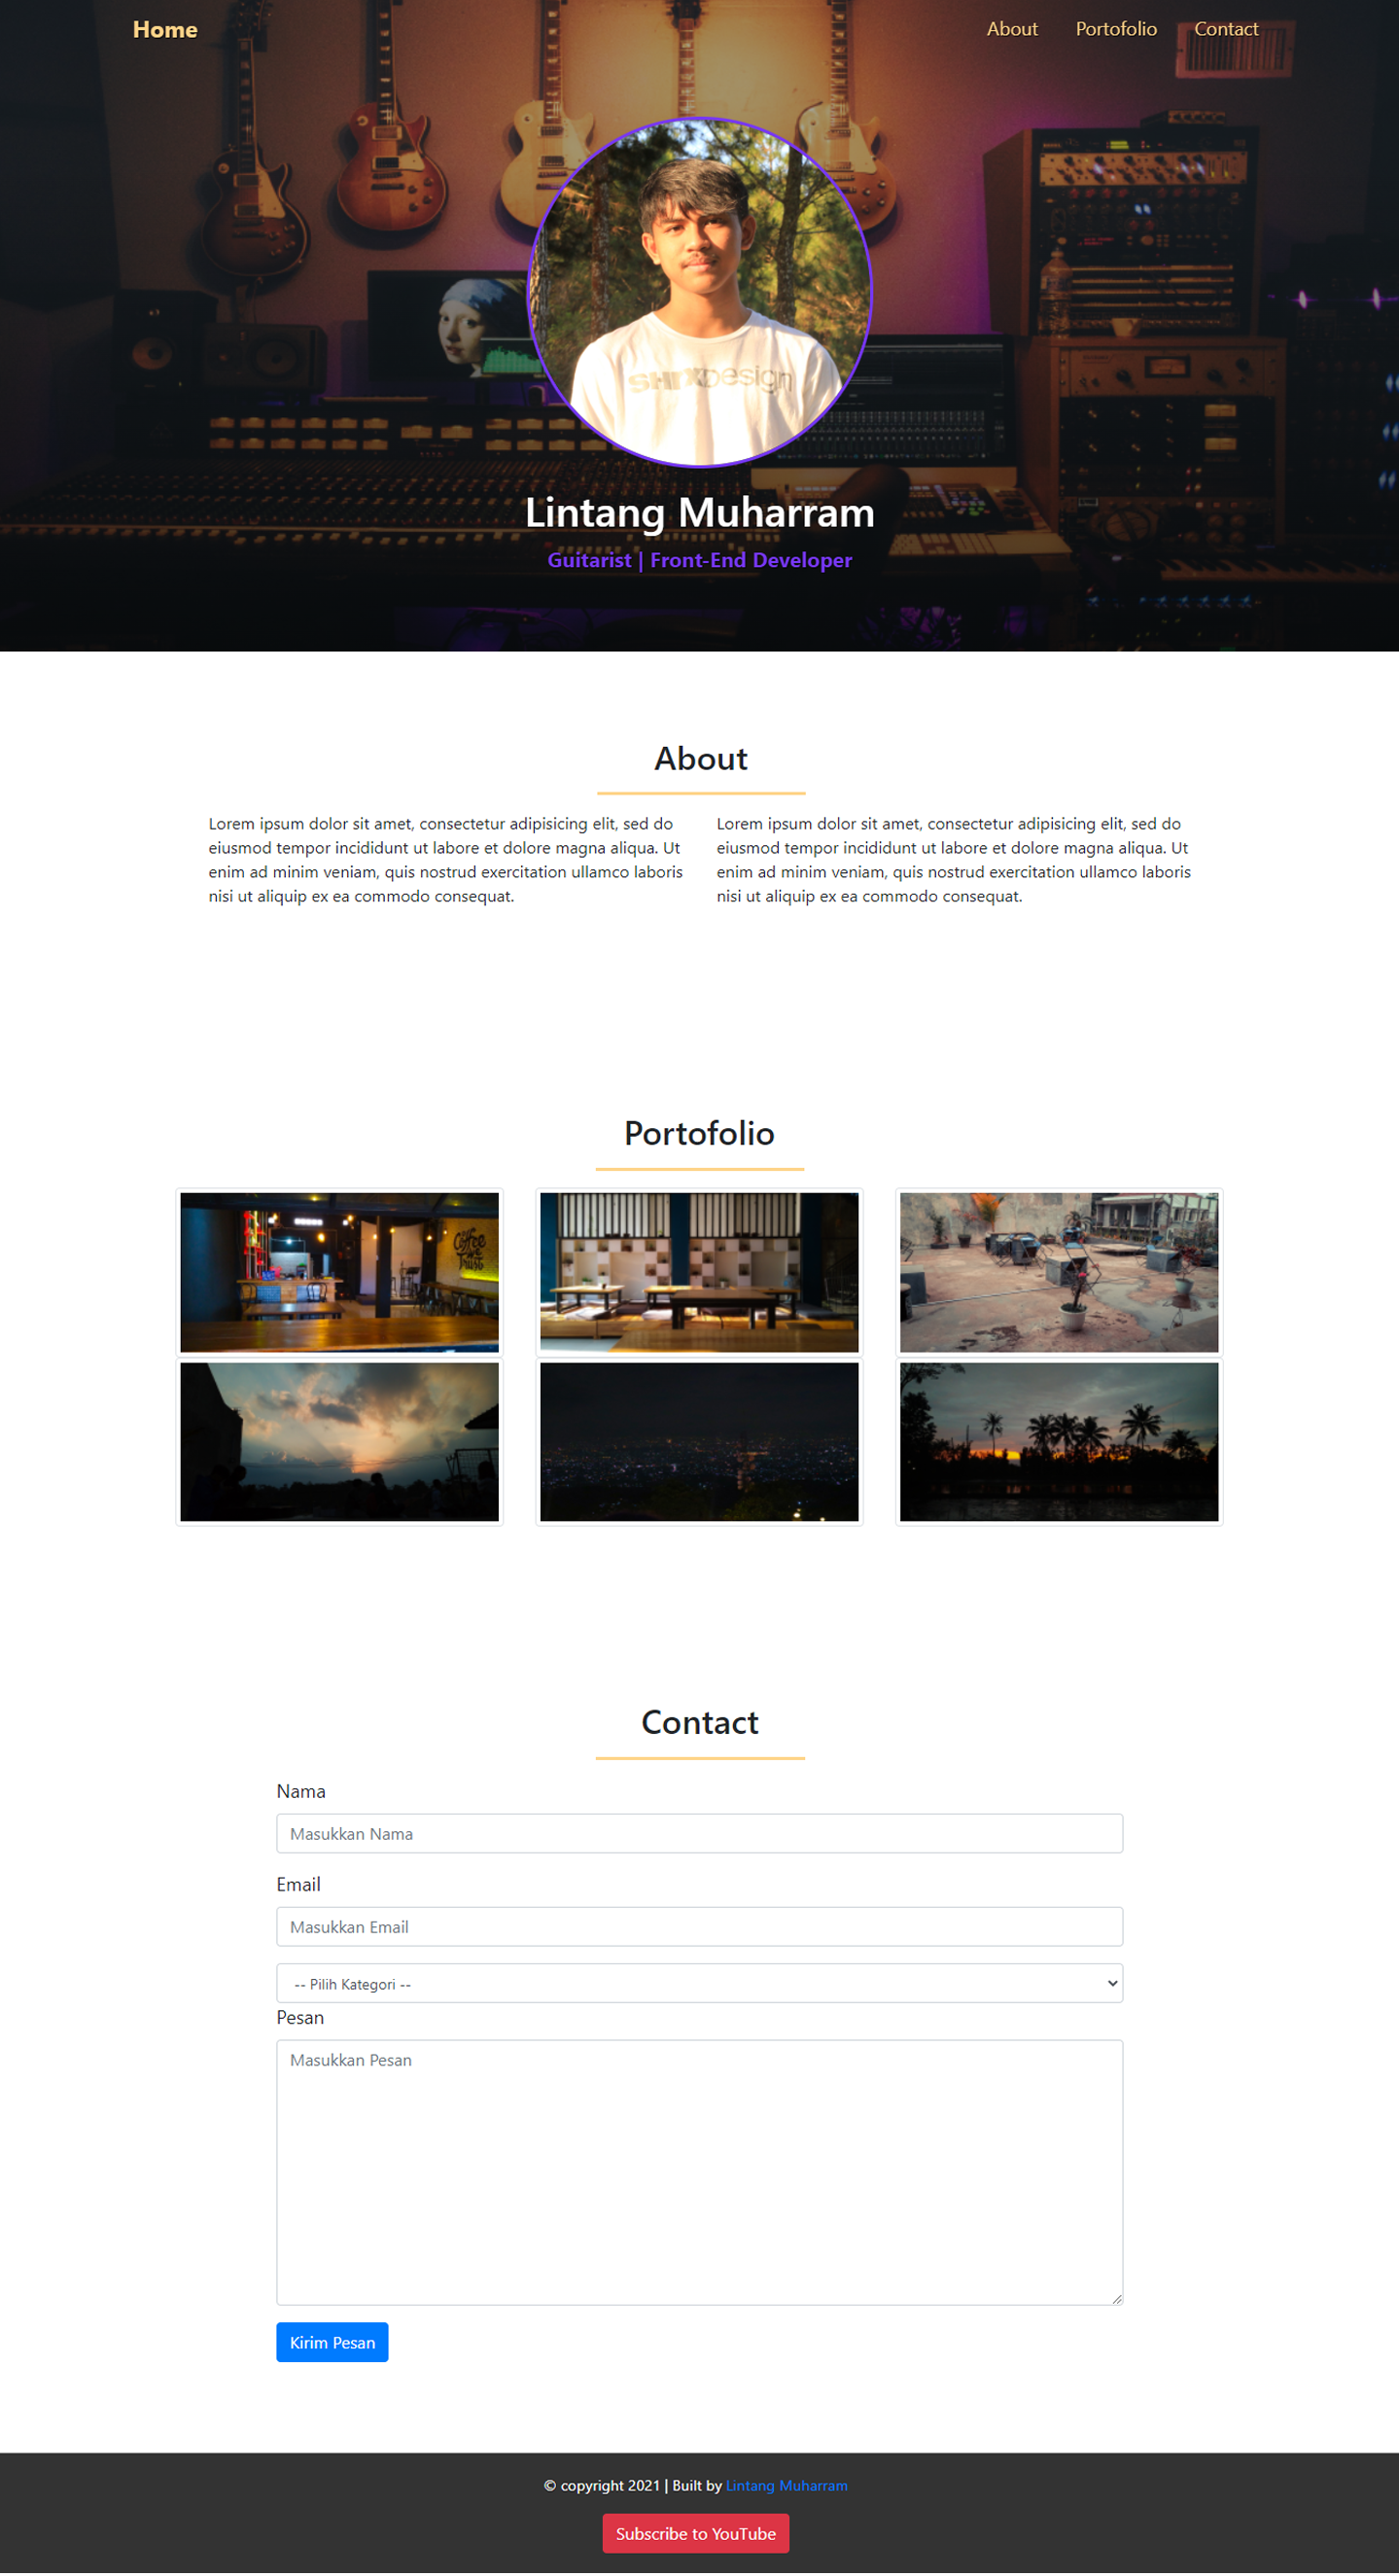 Home
About
Portofolio
Contact
SHRXDesign
Lintang Muharram
Guitarist | Front-End Developer
About
Lorem ipsum dolor sit amet, consectetur adipisicing elit, sed do
eiusmod tempor incididunt ut labore et dolore magna aliqua. Ut
enim ad minim veniam, quis nostrud exercitation ullamco laboris
nisi ut aliquip ex ea commodo consequat.
Lorem ipsum dolor sit amet, consectetur adipisicing elit, sed do
eiusmod tempor incididunt ut labore et dolore magna aliqua. Ut
enim ad minim veniam, quis nostrud exercitation ullamco laboris
nisi ut aliquip ex ea commodo consequat.
Portofolio
Coffee
we
Trust
Contact
Nama
Masukkan Nama
Email
Masukkan Email
-- Pilih Kategori --
Pesan
Masukkan Pesan
Kirim Pesan
© copyright 2021 | Built by Lintang Muharram
Subscribe to YouTube